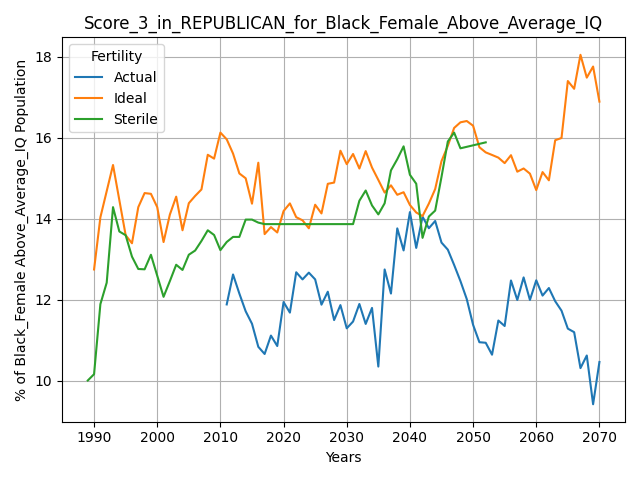 Score_3_in_REPUBLICAN_for_Black_Female_Above_Average_IQ
% of Black_Female Above_Average_IQ Population
18
16
14
12
10
Fertility
Actual
Ideal
Sterile
1990 2000 2010 2020 2030 2040 2050 2060 2070
Years